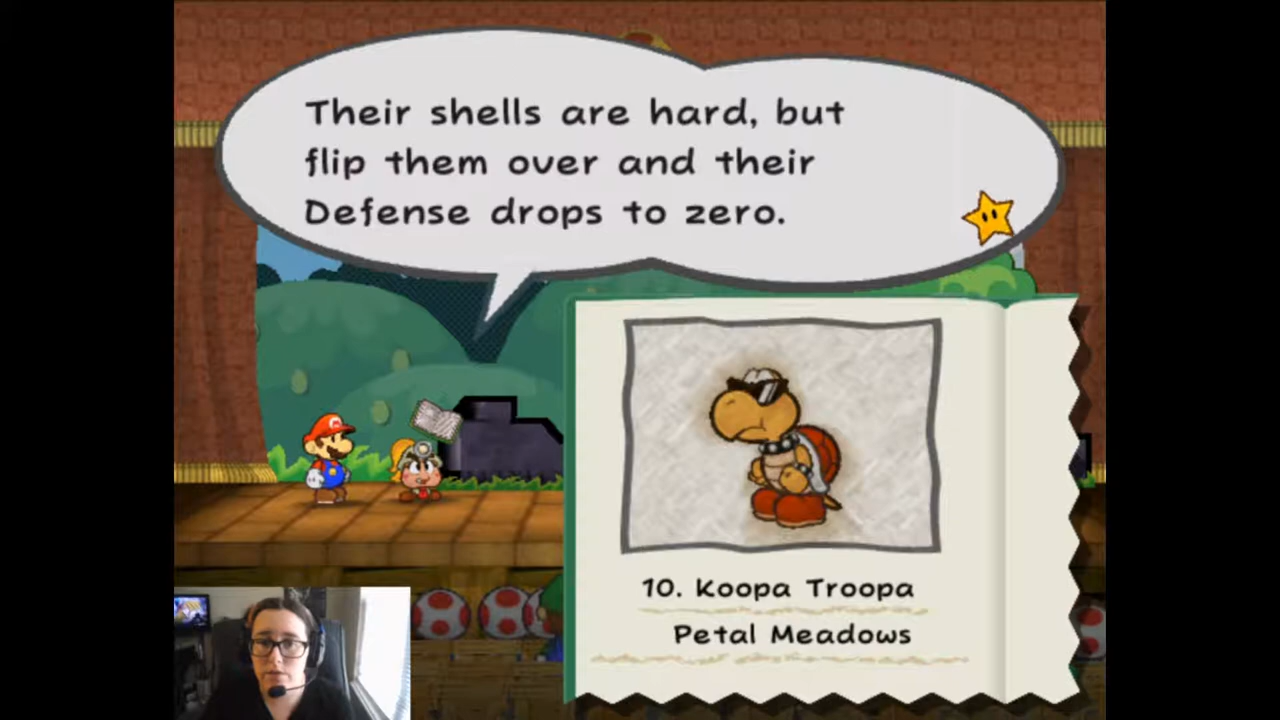 Their shells are hard, but
flip them over and their
Defense drops to zero.
10. Koopa Troopa
Petal Meadows